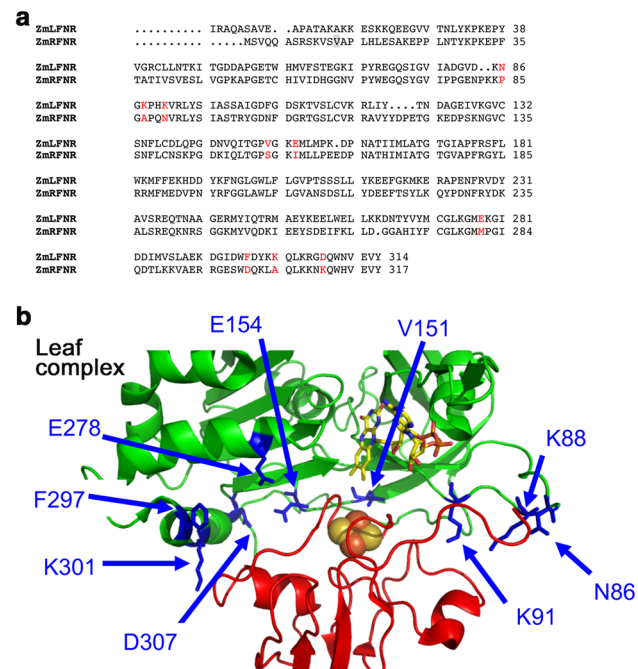 a
ZmLFNR .......... IRAQASAVE. .APATAKAKK ESKKQEEGVV TNLYKPKEPY 38
ZmRFNR .......... .....MSVQQ ASRSKVSVAP LHLESAKEPP LNTYKPKEPF 35
ZmLFNR VGRCLLNTKI TGDDAPGETW HMVFSTEGKI PYREGQSIGV IADGVD..KN 86
ZmRFNR TATIVSVESL VGPKAPGETC HIVIDHGGNV PYWEGQSYGV IPPGENPKKP 85
ZmLFNR GKPHKVRLYS IASSAIGDFG DSKTVSLCVK RLIY....TN DAGEIVKGVC 132
ZmRFNR GAPQNVRLYS IASTRYGDNF DGRTGSLCVR RAVYYDPETG KEDPSKNGVC 135
ZmLFNR SNFLCDLQPG DNVQITGPVG KEMLMPK.DP NATIIMLATG TGIAPFRSFL 181
ZmRFNR SNFLCNSKPG DKIQLTGPSG KIMLLPEEDP NATHIMIATG TGVAPFRGYL 185
ZmLFNR WKMFFEKHDD YKFNGLGWLF LGVPTSSSLL YKEEFGKMKE RAPENFRVDY 231
ZmRFNR RRMFMEDVPN YRFGGLAWLF LGVANSDSLL YDEEFTSYLK QYPDNFRYDK 235
ZmLFNR AVSREQTNAA GERMYIQTRM AEYKEELWEL LKKDNTYVYM CGLKGMEKGI 281
ZmRFNR ALSREQKNRS GGKMYVQDKI EEYSDEIFKL L.GGAHIYF CGLKGMMPGI 284
ZmLFNR DDIMVSLAEK DGIDWFDYKK QLKRGDQWNV EVY 314
ZmRFNR QDTLKKVAER RGESWDQKLA QLKKNKQWHV EVY 317
b
Leaf
complex
E154
V151
E278
K88
F297
K301
N86
K91
D307